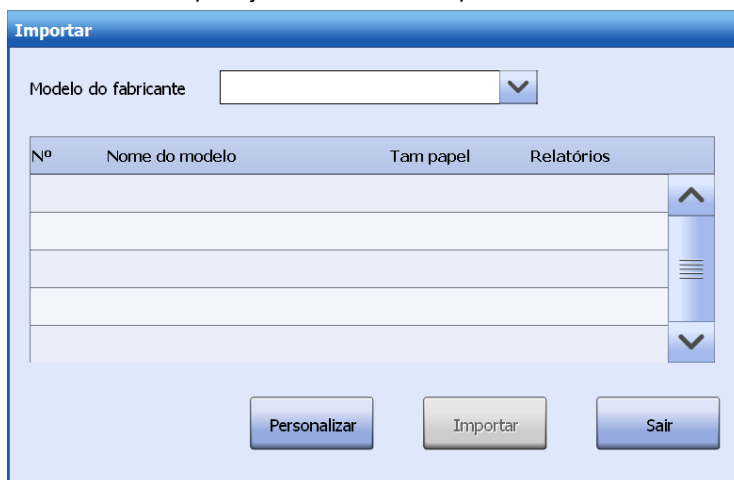 Importar
Modelo do fabricante
Nº Nome do modelo Tam papel Relatórios
Personalizar Importar Sair